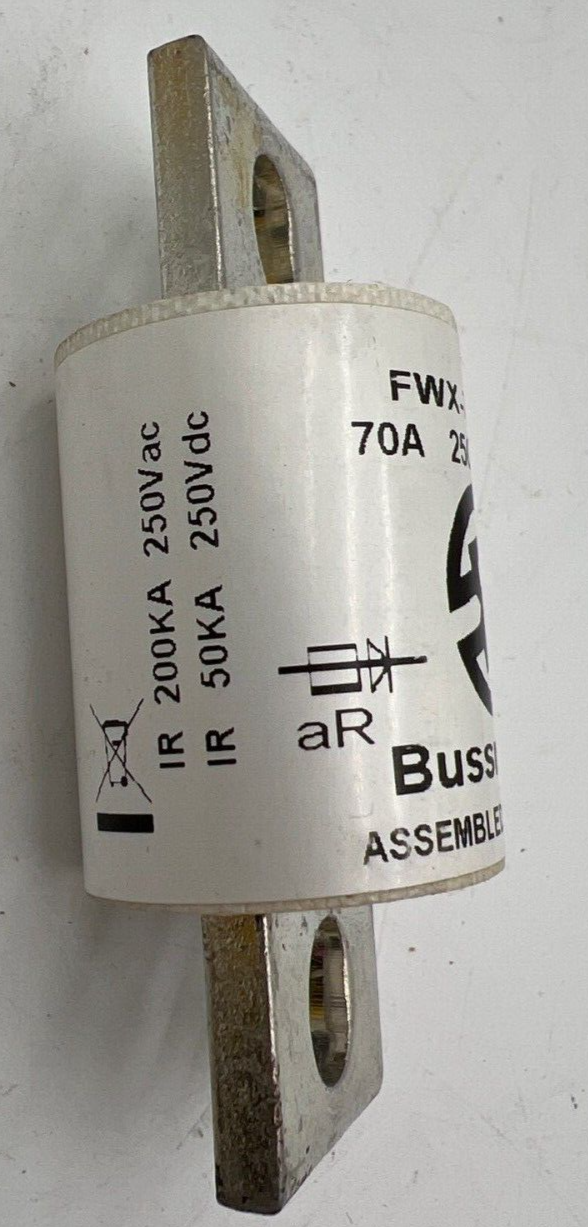 FWX-
70A 25
IR 200KA 250Vac
IR 50KA 250Vdc
aR
Buss
ASSEMBLE